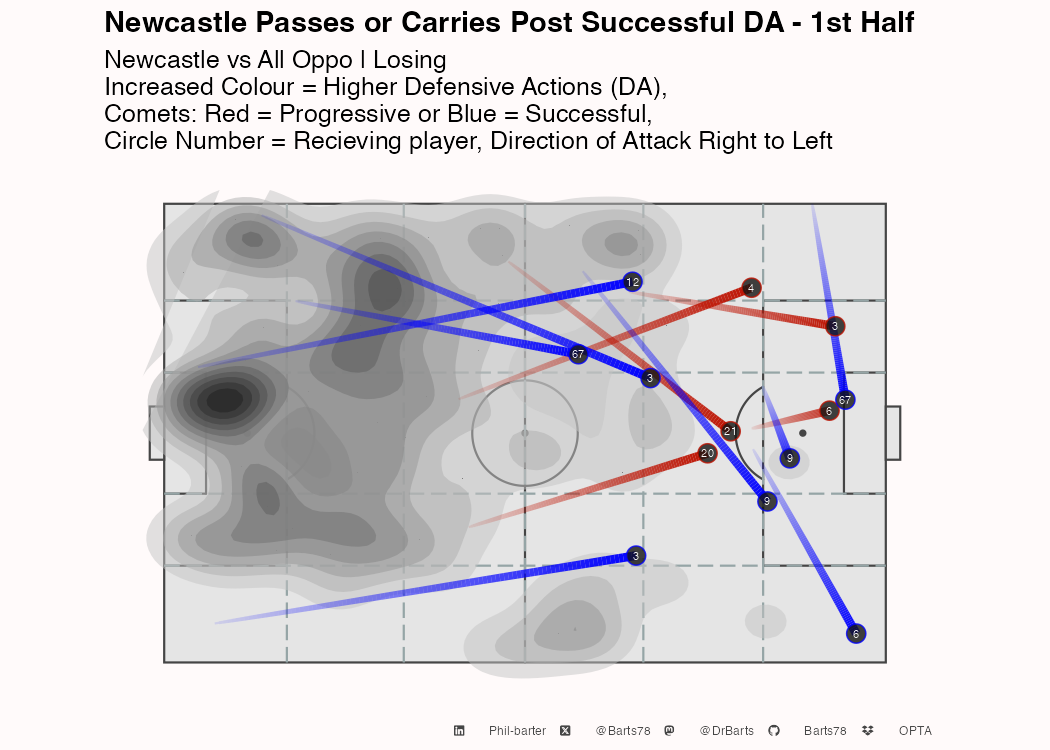 Newcastle Passes or Carries Post Successful DA - 1st Half
Newcastle vs All Oppo | Losing
Increased Colour = Higher Defensive Actions (DA),
Comets: Red = Progressive or Blue = Successful,
Circle Number = Recieving player, Direction of Attack Right to Left
12
4
3
67
3
67
6
21
20
9
9
3
6
Phil-barter @Barts78 @DrBarts Barts78 OPTA